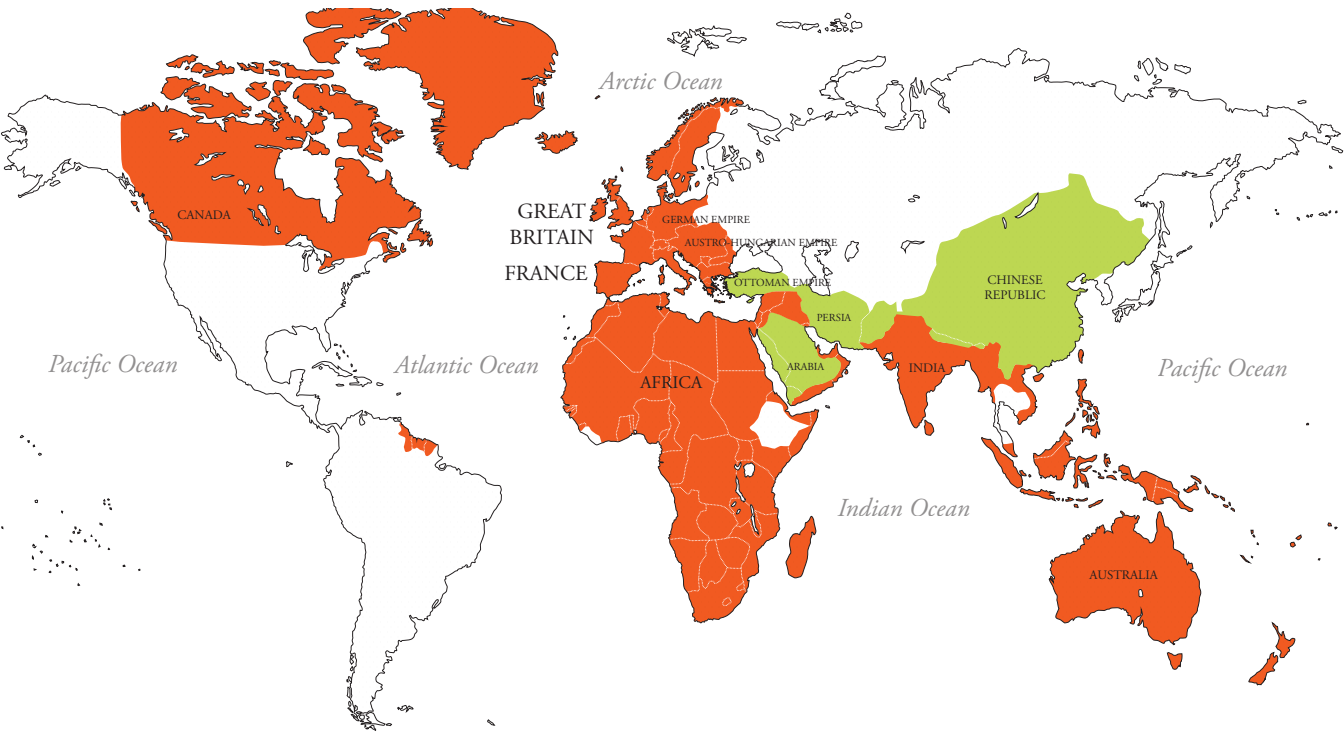 Arctic Ocean
CANADA
GREAT
BRITAIN
GERMAN EMPIRE
AUSTRO-HUNGARIAN EMPIRE
FRANCE
OTTOMAN EMPIRE
CHINESE
REPUBLIC
PERSIA
Pacific Ocean
Atlantic Ocean
AFRICA
ARABIA
INDIA
Pacific Ocean
Indian Ocean
AUSTRALIA